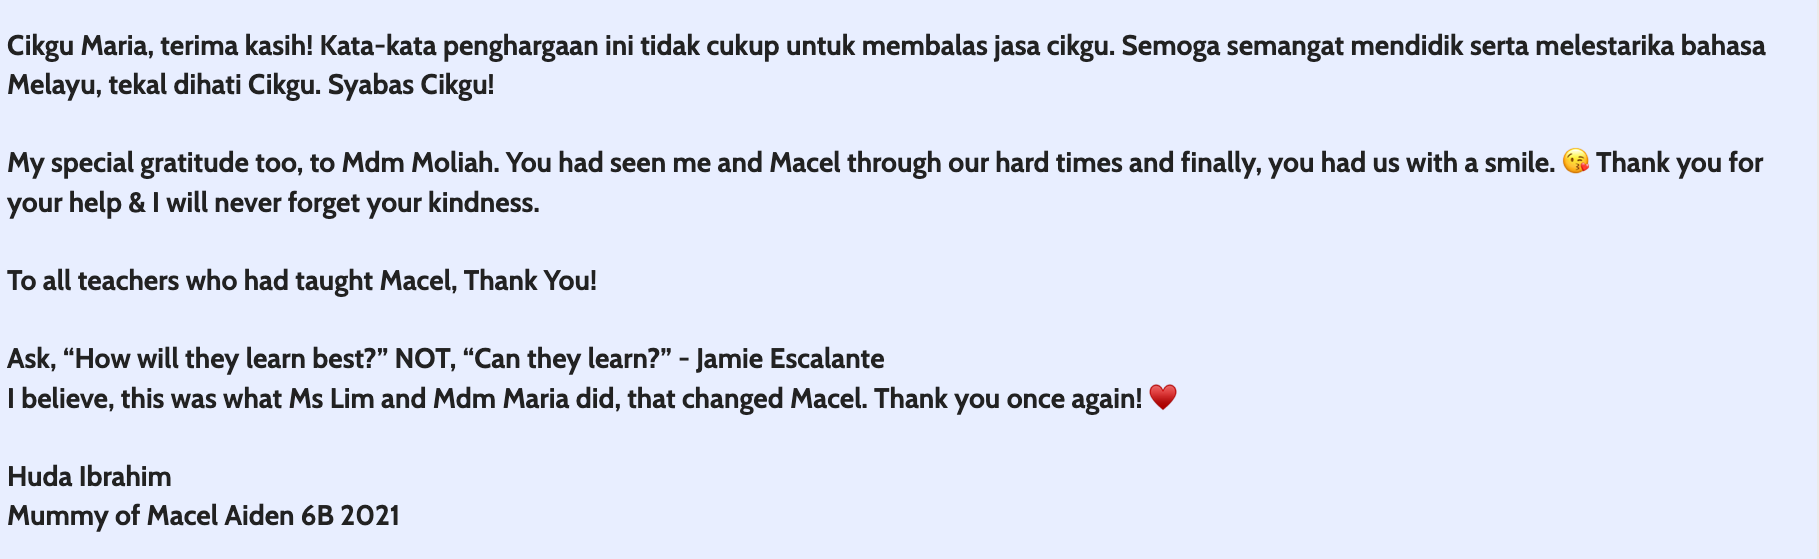 Cikgu Maria, terima kasih! Kata-kata penghargaan ini tidak cukup untuk membalas jasa cikgu. Semoga semangat mendidik serta melestarika bahasa
Melayu, tekal dihati Cikgu. Syabas Cikgu!
My special gratitude too, to Mdm Moliah. You had seen me and Macel through our hard times and finally, you had us with a smile. 😘 Thank you for
your help & I will never forget your kindness.
To all teachers who had taught Macel, Thank You!
Ask, “How will they learn best?” NOT, “Can they learn?” - Jamie Escalante
I believe, this was what Ms Lim and Mdm Maria did, that changed Macel. Thank you once again! ♥️
Huda Ibrahim
Mummy of Macel Aiden 6B 2021